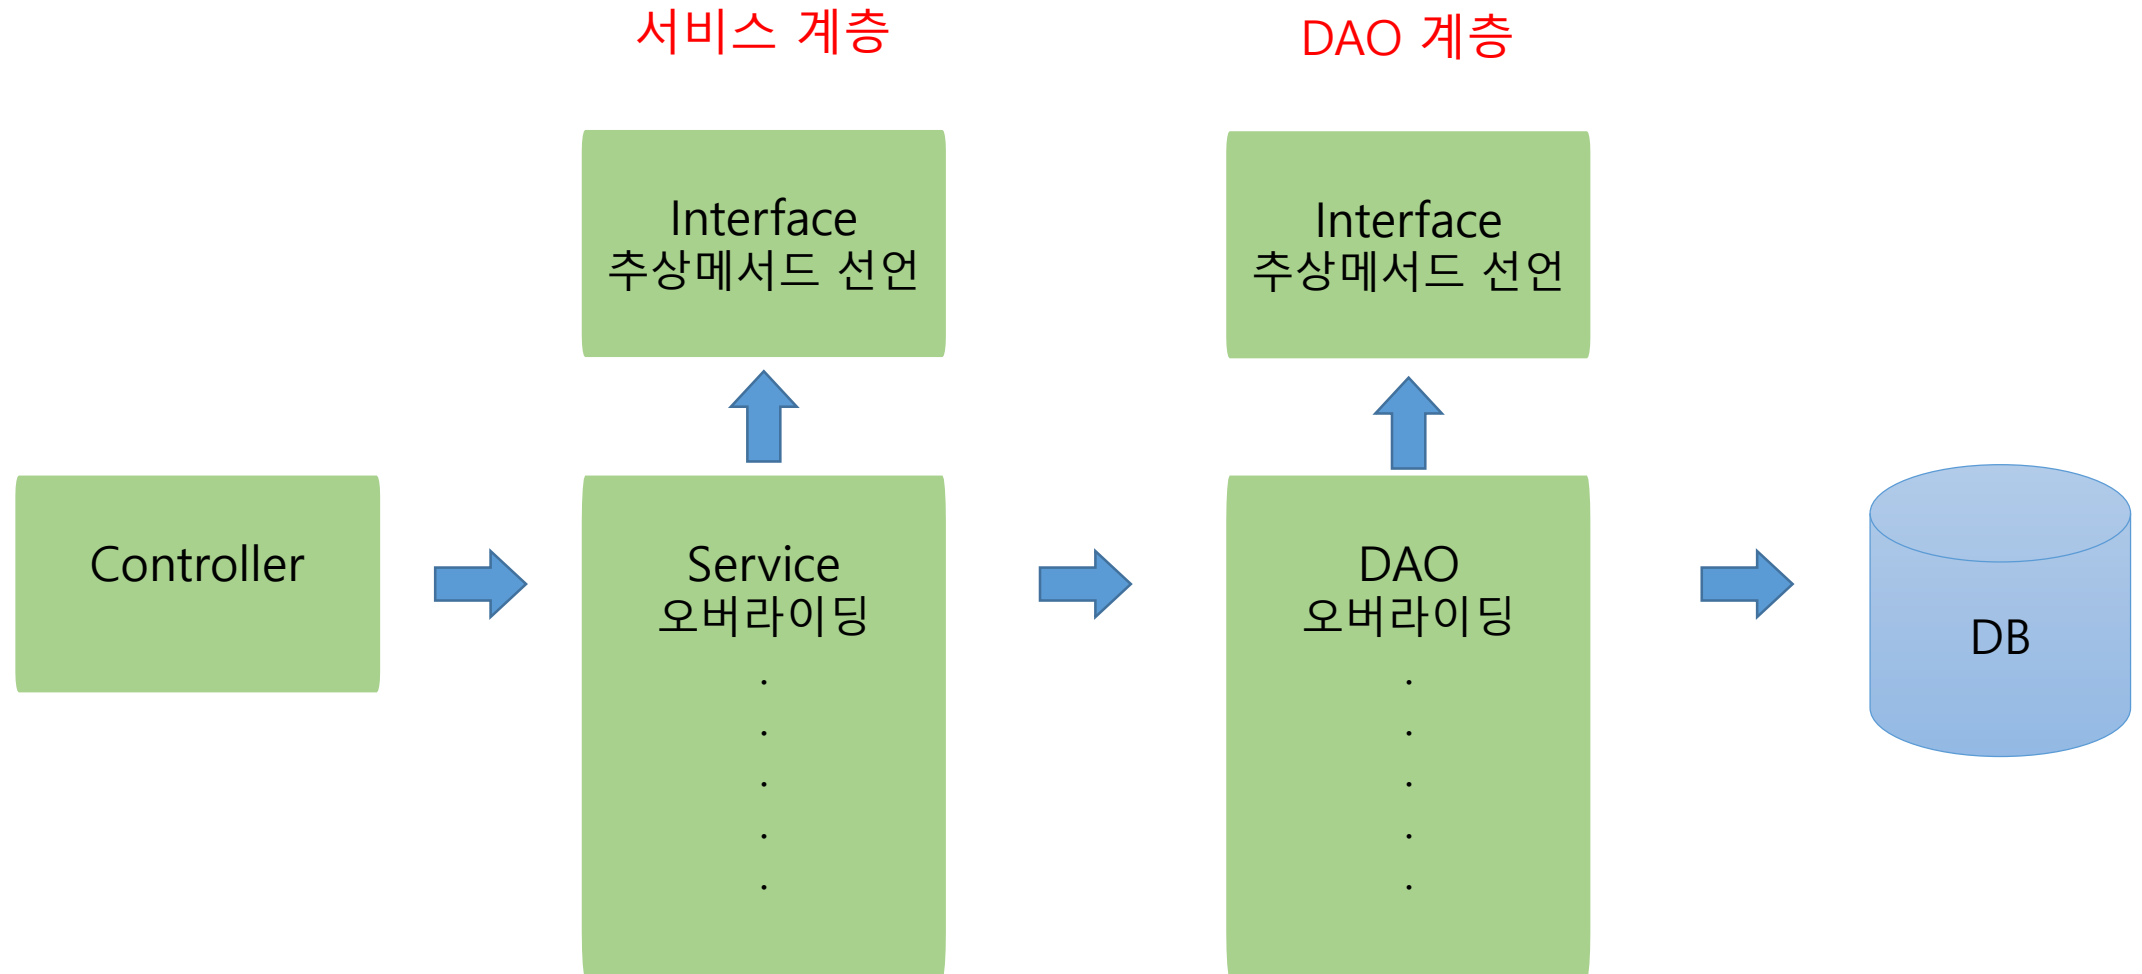 서비스 계층
DAO 계층
Interface
추상메서드 선언
Interface
추상메서드 선언
Controller
Service
오버라이딩
.
.
.
.
.
DAO
오버라이딩
.
.
.
.
.
DB